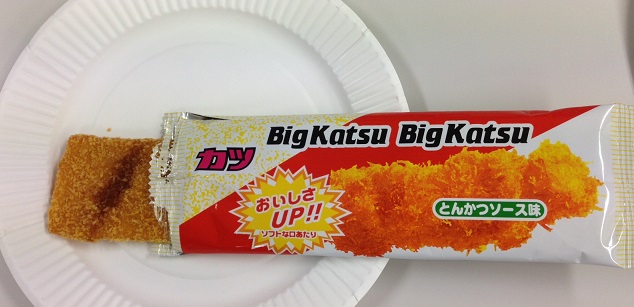 BigKatsu BigKatsu
カツ
おいしさ
UP!!
ソフトな口あたり
とんかつソース味